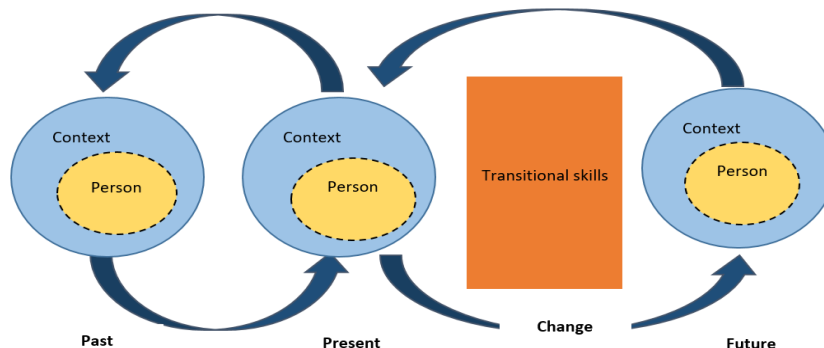 Context
Person
Context
Person
Transitional skills
Context
Person
Past
Present
Change
Future